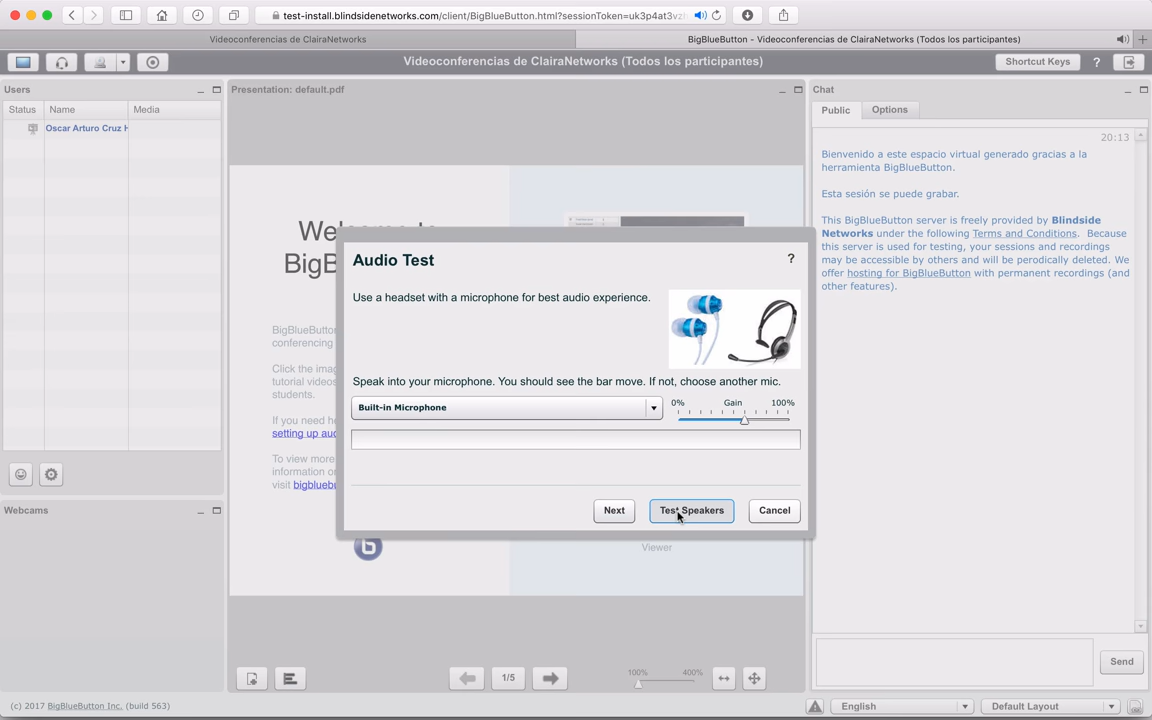 test-install.blindsidenetworks.com/client/BigBlueButton.html?sessionToken=uk3p4at3vz
Videoconferencias de ClairaNetworks
BigBlueButton - Videoconferencias de ClairaNetworks (Todos los participantes)
Videoconferencias de ClairaNetworks (Todos los participantes)
Shortcut Keys
?
Users
Status
Name
Media
Oscar Arturo Cruz H
Webcams
Presentation: default.pdf
We
BigB
BigBlueButto
conferencing
Click the imag
tutorial videos
students.
If you need he
setting up aud
To view more
information or
visit bigblueb
Viewer
Audio Test
?
Use a headset with a microphone for best audio experience.
Speak into your microphone. You should see the bar move. If not, choose another mic.
Built-in Microphone
0%
Gain
100%
Next
Test Speakers
Cancel
1/5
100%
400%
Chat
Public
Options
20:13
Bienvenido a este espacio virtual generado gracias a la
herramienta BigBlueButton.
Esta sesión se puede grabar.
This BigBlueButton server is freely provided by Blindside
Networks under the following Terms and Conditions. Because
this server is used for testing, your sessions and recordings
may be accessible by others and will be perodically deleted. We
offer hosting for BigBlueButton with permanent recordings (and
other features).
Send
(c) 2017 BigBlueButton Inc. (build 563)
English
Default Layout